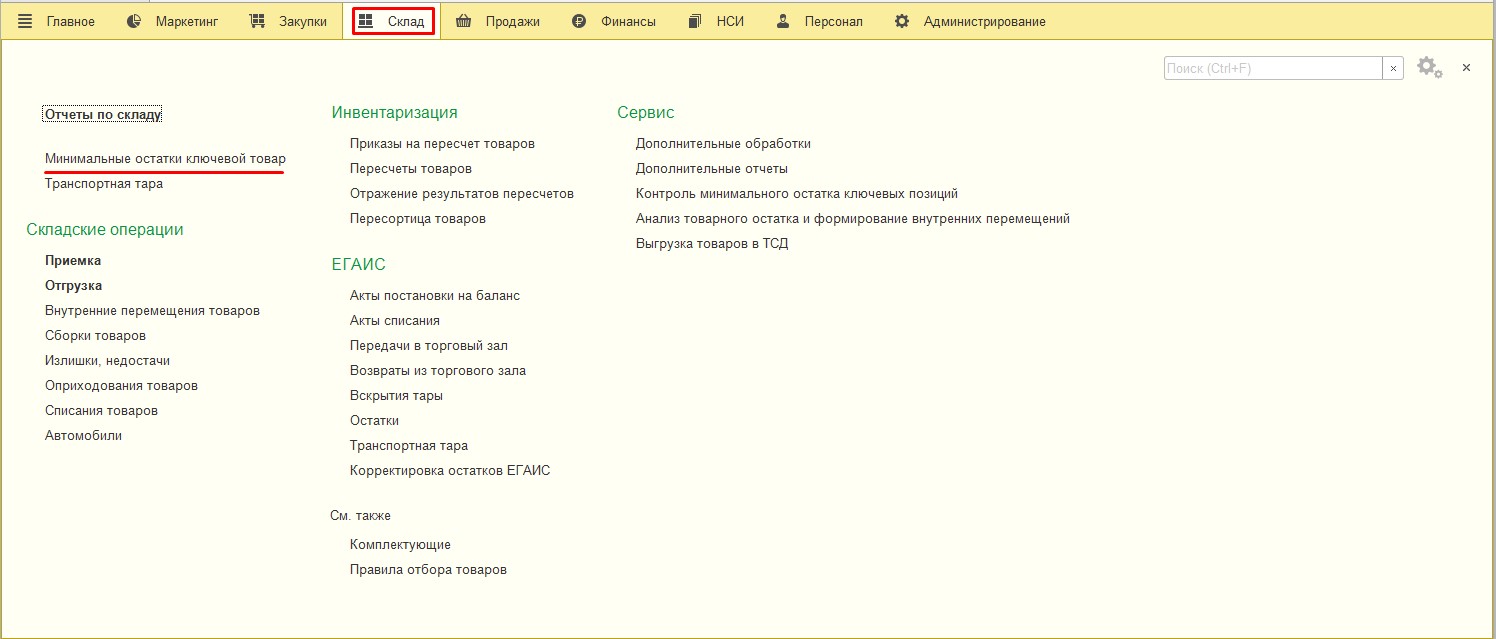 Главное Маркетинг Закупки Склад Продажи Финансы НСИ Персонал Администрирование
Поиск (Ctrl+F)
Отчеты по складу
Минимальные остатки ключевой товар
Транспортная тара
Складские операции
Приемка
Отгрузка
Внутренние перемещения товаров
Сборки товаров
Излишки, недостачи
Оприходования товаров
Списания товаров
Автомобили
Инвентаризация
Приказы на пересчет товаров
Пересчеты товаров
Отражение результатов пересчетов
Пересортица товаров
ЕГАИС
Акты постановки на баланс
Акты списания
Передачи в торговый зал
Возвраты из торгового зала
Вскрытия тары
Остатки
Транспортная тара
Корректировка остатков ЕГАИС
См. также
Комплектующие
Правила отбора товаров
Сервис
Дополнительные обработки
Дополнительные отчеты
Контроль минимального остатка ключевых позиций
Анализ товарного остатка и формирование внутренних перемещений
Выгрузка товаров в ТСД